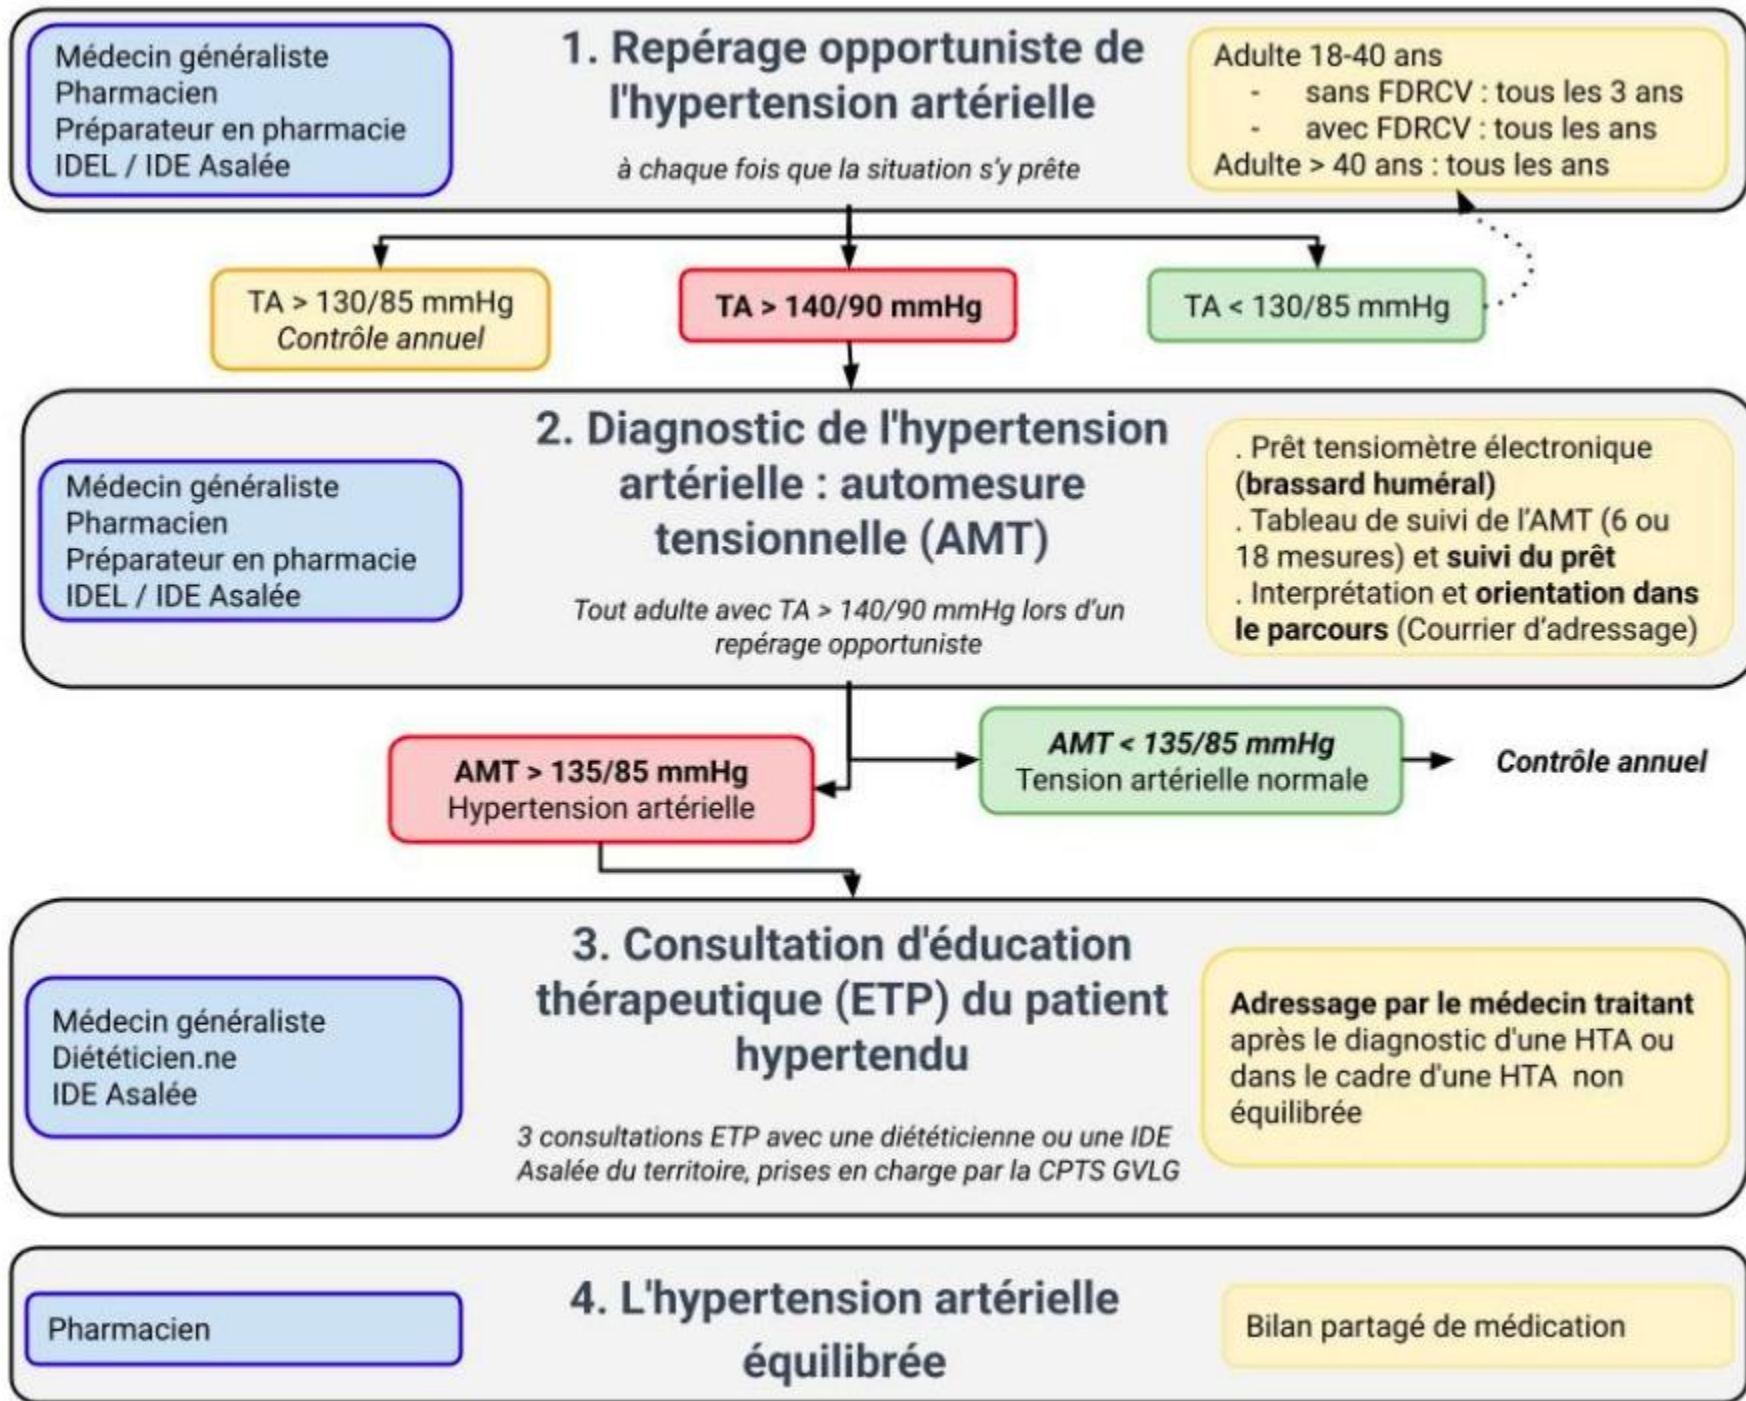 Médecin généraliste
Pharmacien
Préparateur en pharmacie
IDEL / IDE Asalée
1. Repérage opportuniste de
l'hypertension artérielle
à chaque fois que la situation s'y prête
Adulte 18-40 ans
- sans FDRCV : tous les 3 ans
- avec FDRCV : tous les ans
Adulte > 40 ans : tous les ans
TA > 130/85 mmHg
Contrôle annuel
TA > 140/90 mmHg
TA < 130/85 mmHg
Médecin généraliste
Pharmacien
Préparateur en pharmacie
IDEL / IDE Asalée
2. Diagnostic de l'hypertension
artérielle : automesure
tensionnelle (AMT)
Tout adulte avec TA > 140/90 mmHg lors d'un
repérage opportuniste
. Prêt tensiomètre électronique
(brassard huméral)
. Tableau de suivi de l'AMT (6 ou
18 mesures) et suivi du prêt
. Interprétation et orientation dans
le parcours (Courrier d'adressage)
AMT > 135/85 mmHg
Hypertension artérielle
AMT < 135/85 mmHg
Tension artérielle normale
Contrôle annuel
Médecin généraliste
Diététicien.ne
IDE Asalée
3. Consultation d'éducation
thérapeutique (ETP) du patient
hypertendu
3 consultations ETP avec une diététicienne ou une IDE
Asalée du territoire, prises en charge par la CPTS GVLG
Adressage par le médecin traitant
après le diagnostic d'une HTA ou
dans le cadre d'une HTA non
équilibrée
Pharmacien
4. L'hypertension artérielle
équilibrée
Bilan partagé de médication